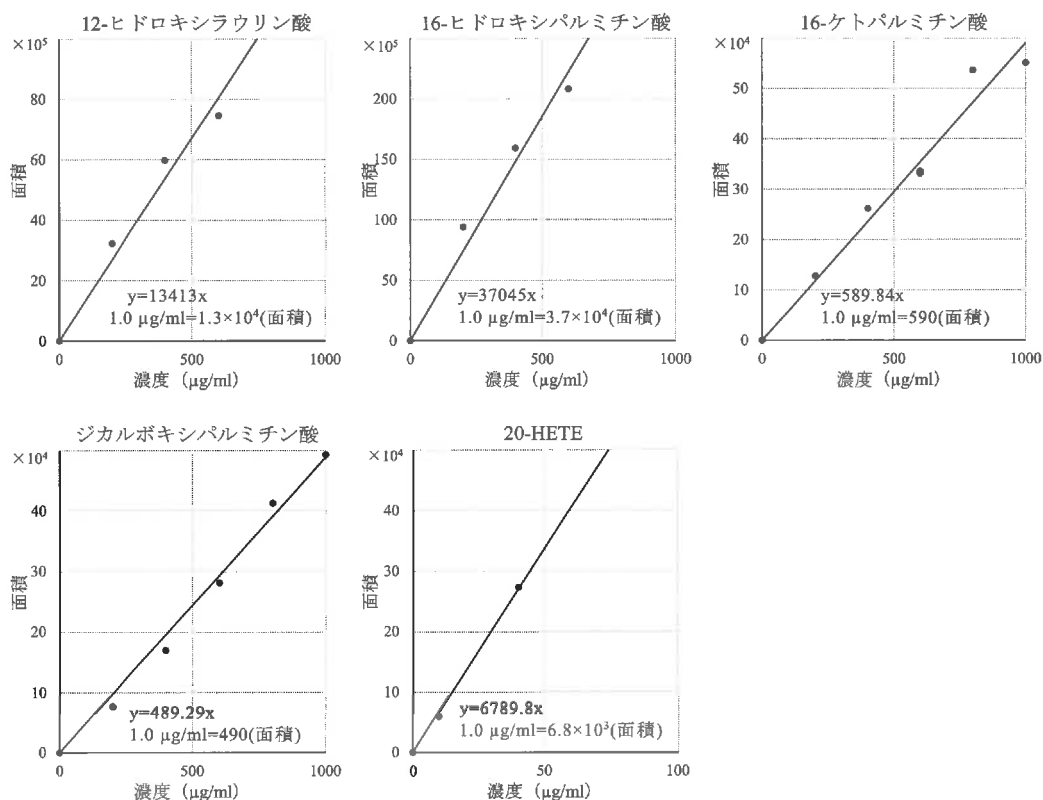 12-ヒドロキシラウリン酸
×10⁵
80
60
40
20
0
面積
y=13413x
1.0 µg/ml=1.3×10⁴(面積)
0 500 1000
濃度 (µg/ml)
16-ヒドロキシパルミチン酸
×10⁵
200
150
100
50
0
面積
y=37045x
1.0 µg/ml=3.7×10⁴(面積)
0 500 1000
濃度 (µg/ml)
16-ケトパルミチン酸
×10⁴
50
40
30
20
10
0
面積
y=589.84x
1.0 µg/ml=590(面積)
0 500 1000
濃度 (µg/ml)
ジカルボキシパルミチン酸
×10⁴
40
30
20
10
0
面積
y=489.29x
1.0 µg/ml=490(面積)
0 500 1000
濃度 (µg/ml)
20-HETE
×10⁴
40
30
20
10
0
面積
y=6789.8x
1.0 µg/ml=6.8×10³(面積)
0 50 100
濃度 (µg/ml)